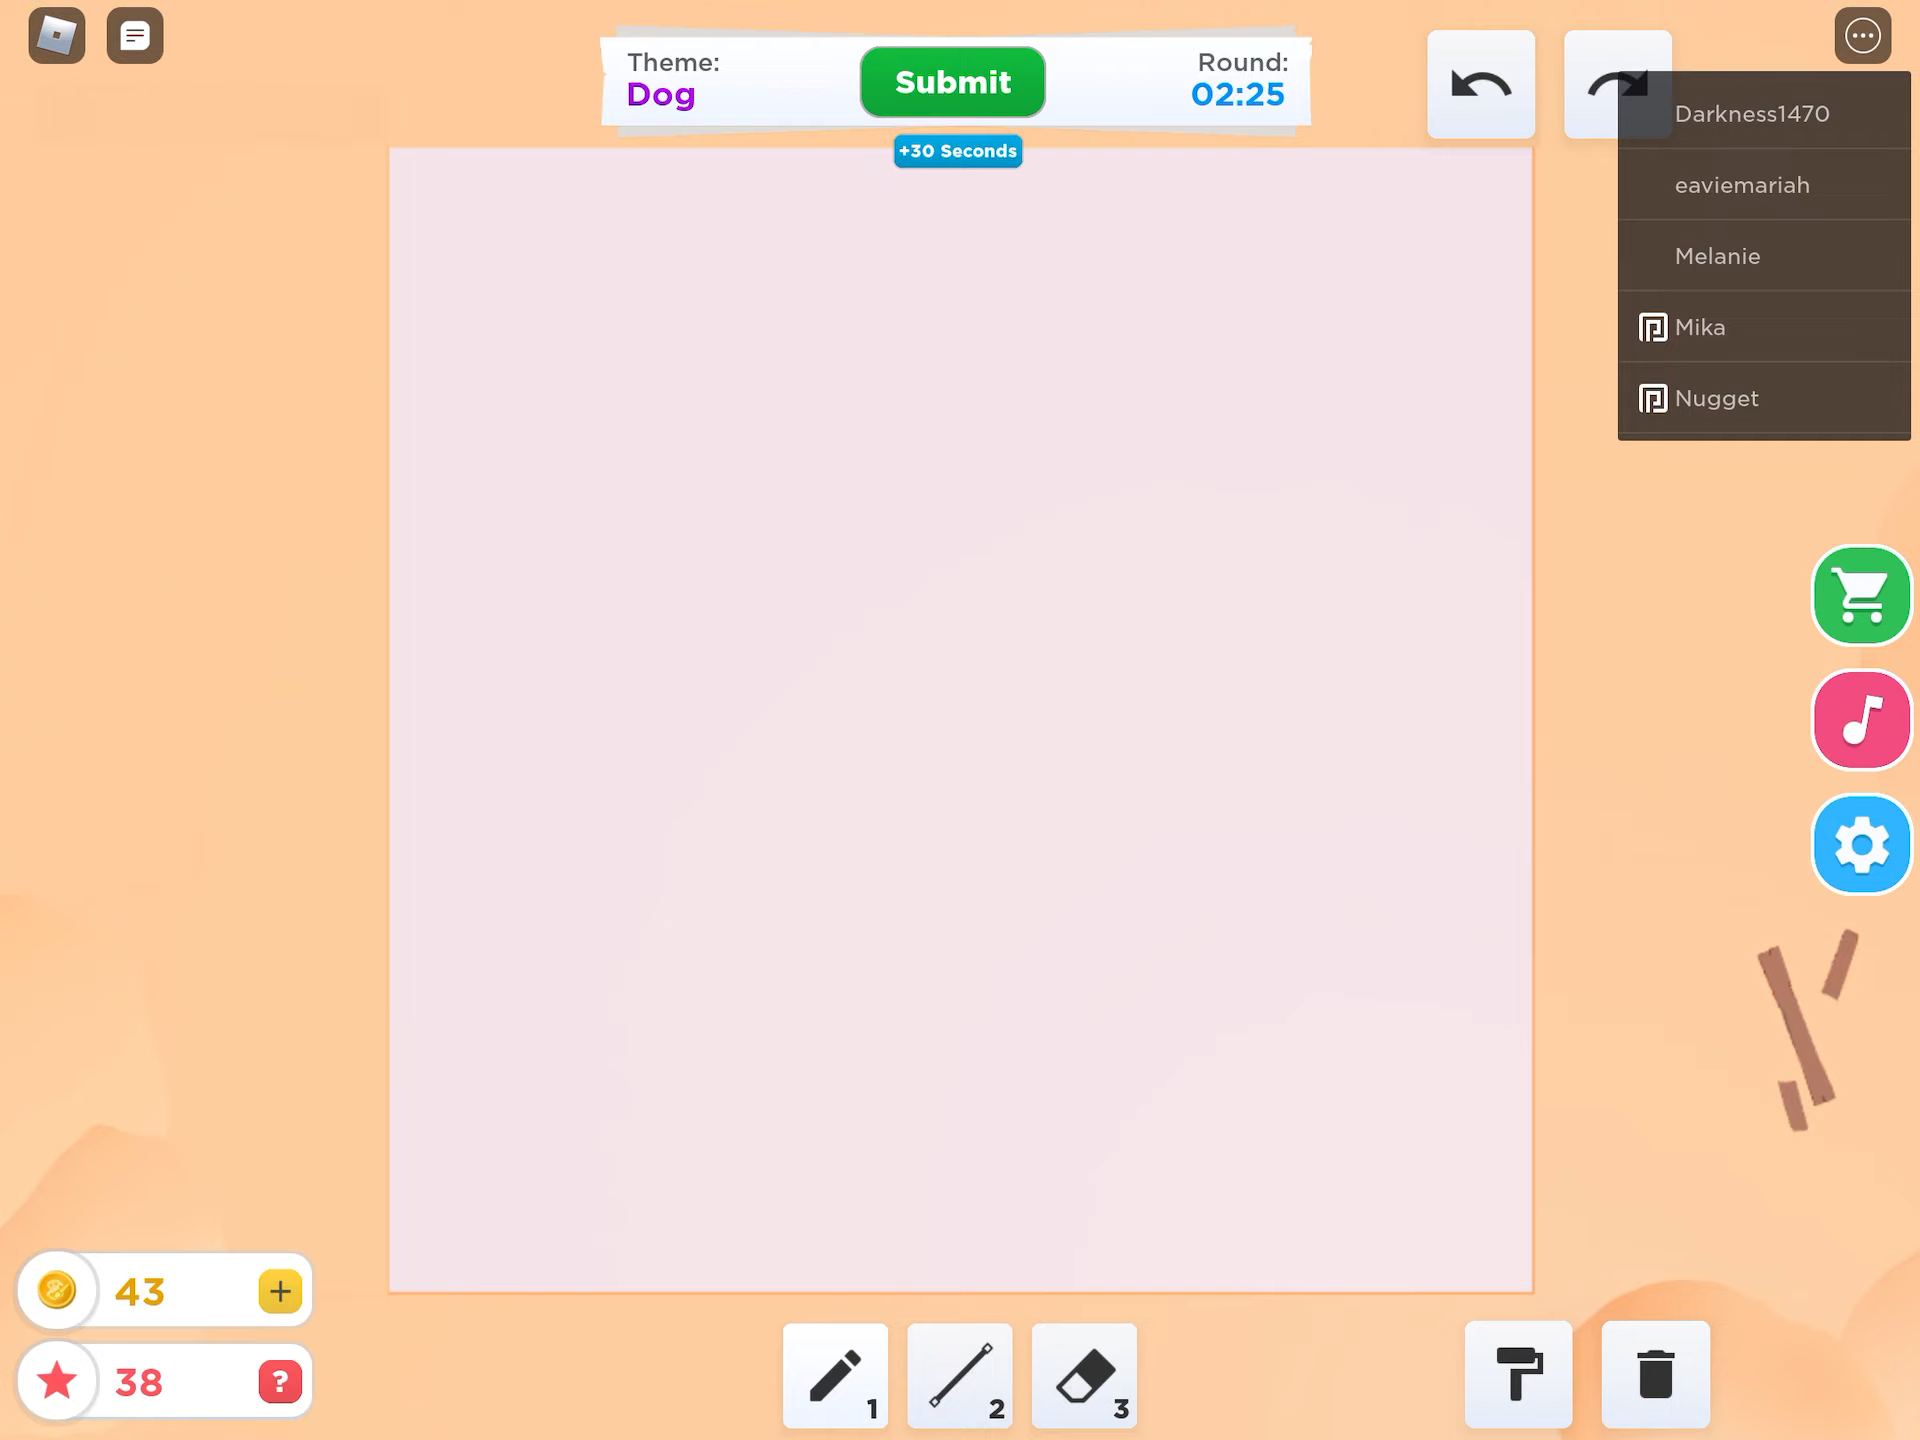 Theme:
Dog
Submit
Round:
02:25
+30 Seconds
Darkness1470
eaviemariah
Melanie
Mika
Nugget
43
+
38
?
1
2
3